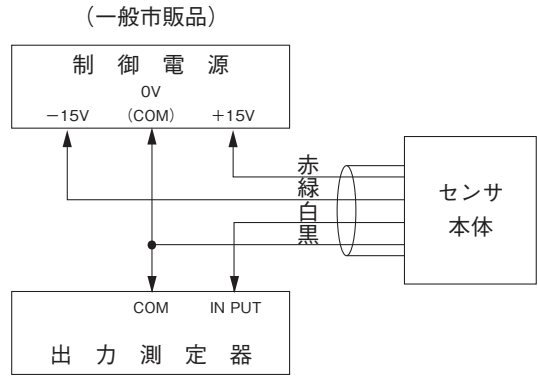 (一般市販品)
制 御 電 源
0V
−15V (COM) +15V
赤
緑
白
黒
センサ
本体
COM IN PUT
出 力 測 定 器